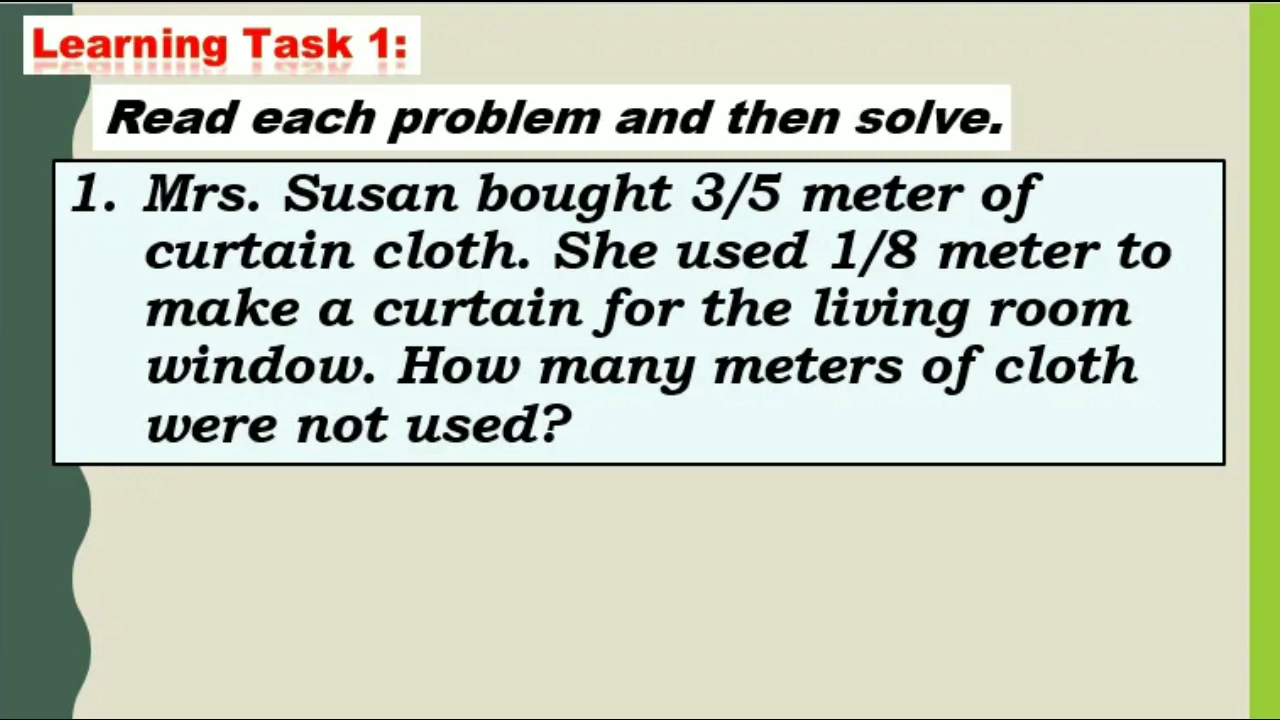 Learning Task 1:
Read each problem and then solve.
1. Mrs. Susan bought 3/5 meter of
curtain cloth. She used 1/8 meter to
make a curtain for the living room
window. How many meters of cloth
were not used?